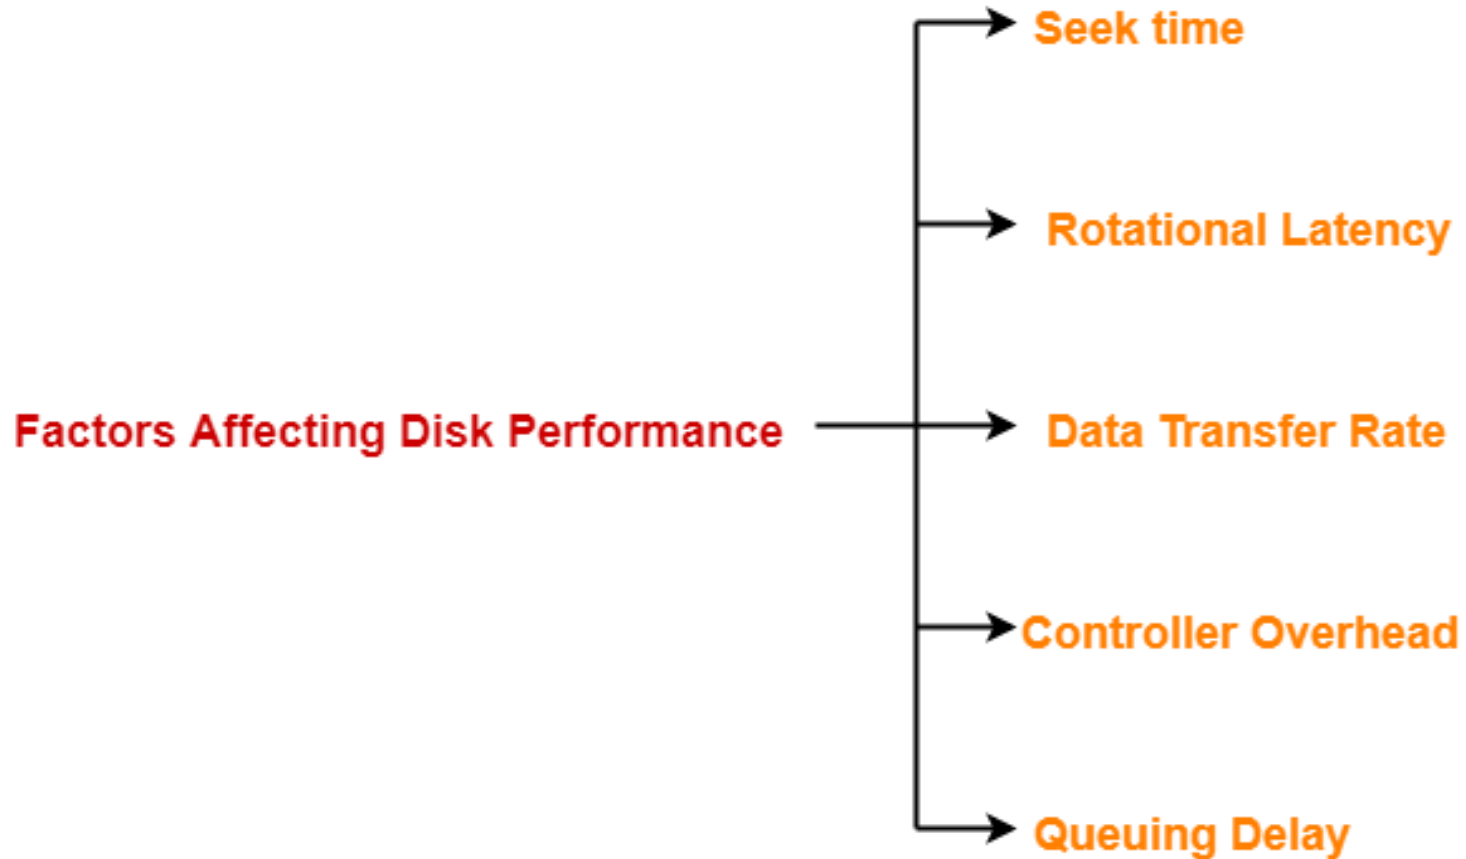 Seek time
Rotational Latency
Factors Affecting Disk Performance
Data Transfer Rate
Controller Overhead
Queuing Delay